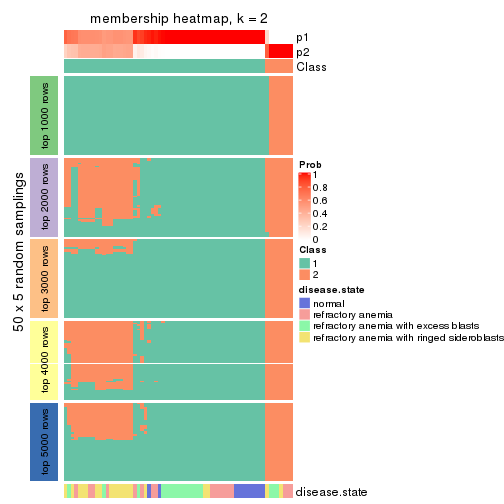 membership heatmap, k = 2
p1
p2
Class
50 x 5 random samplings
top 1000 rows
top 2000 rows
top 3000 rows
top 4000 rows
top 5000 rows
Prob
1
0.8
0.6
0.4
0.2
0
Class
1
2
disease.state
normal
refractory anemia
refractory anemia with excess blasts
refractory anemia with ringed sideroblasts
disease.state